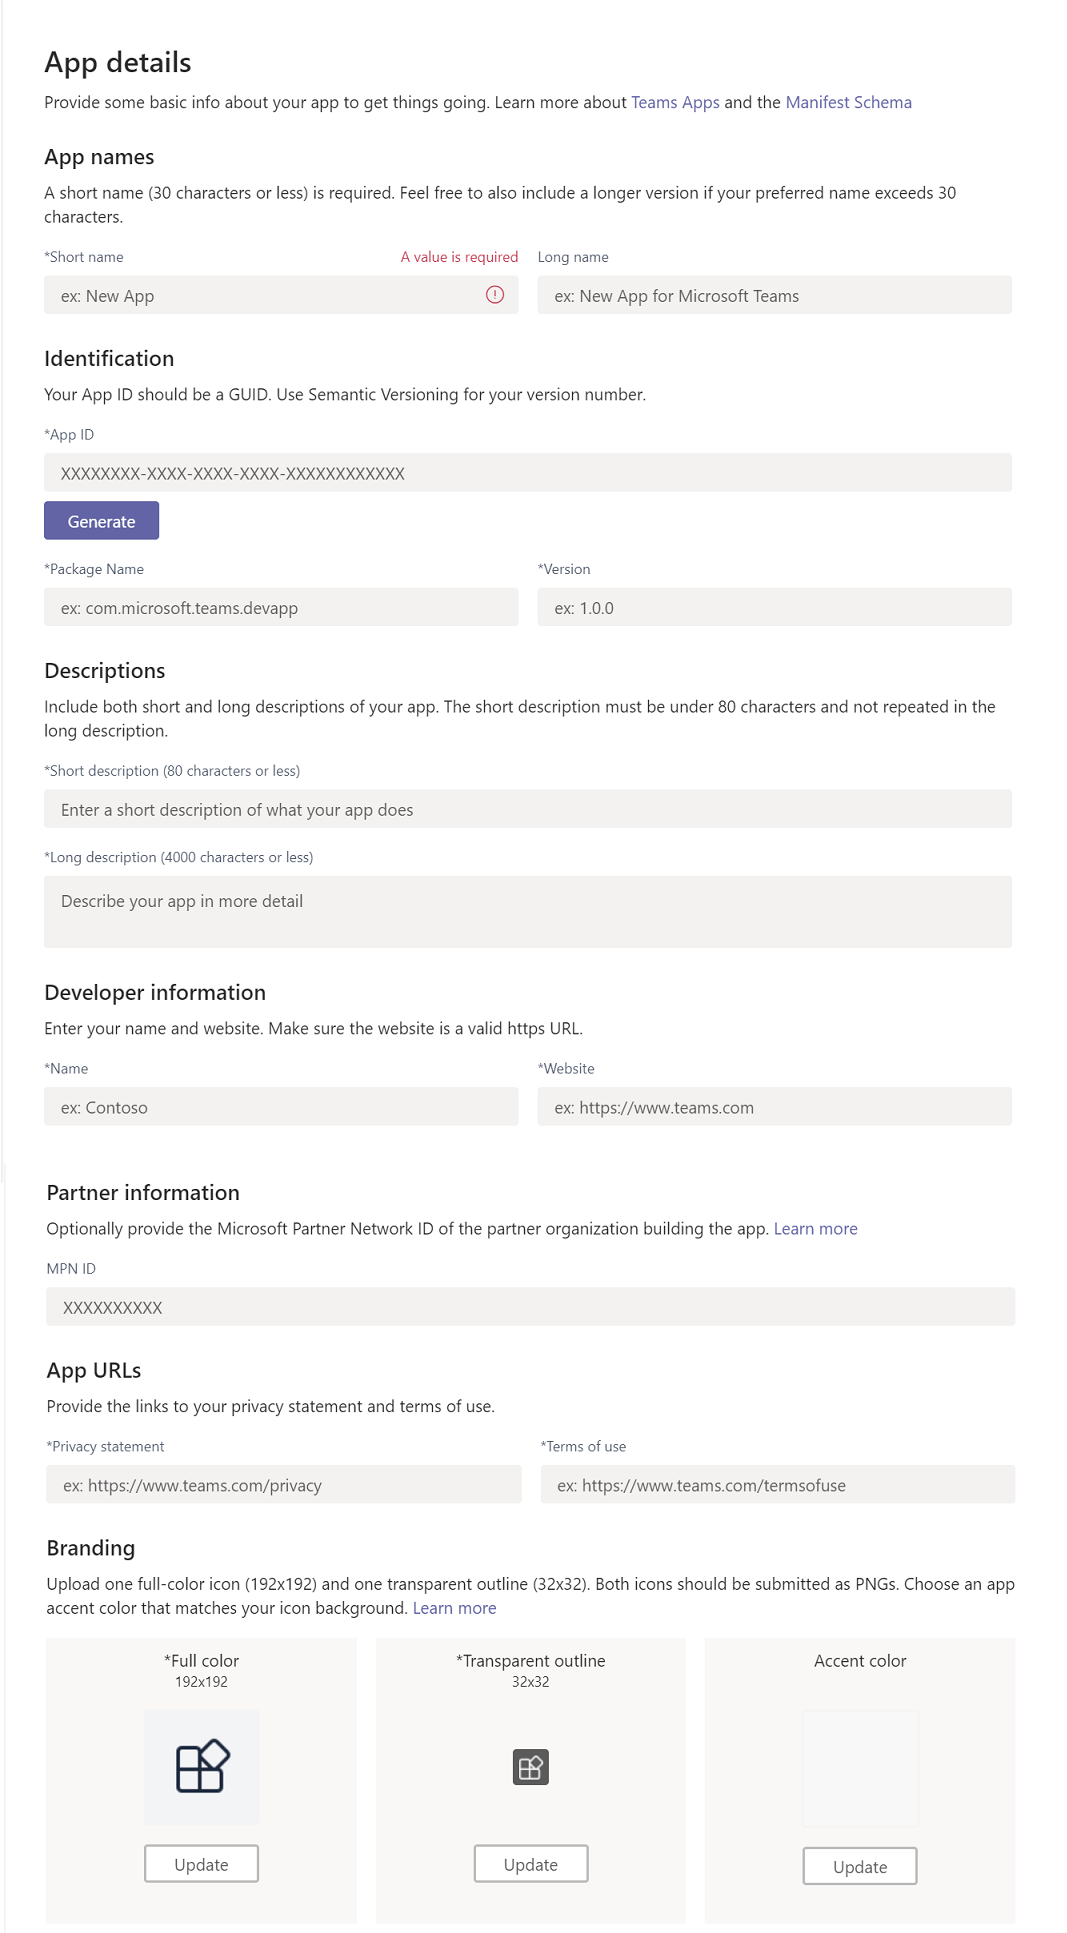 App details
Provide some basic info about your app to get things going. Learn more about Teams Apps and the Manifest Schema
App names
A short name (30 characters or less) is required. Feel free to also include a longer version if your preferred name exceeds 30
characters.
*Short name
A value is required
Long name
ex: New App
ex: New App for Microsoft Teams
Identification
Your App ID should be a GUID. Use Semantic Versioning for your version number.
*App ID
XXXXXXXX-XXXX-XXXX-XXXX-XXXXXXXXXXXX
Generate
*Package Name
*Version
ex: com.microsoft.teams.devapp
ex: 1.0.0
Descriptions
Include both short and long descriptions of your app. The short description must be under 80 characters and not repeated in the
long description.
*Short description (80 characters or less)
Enter a short description of what your app does
*Long description (4000 characters or less)
Describe your app in more detail
Developer information
Enter your name and website. Make sure the website is a valid https URL.
*Name
*Website
ex: Contoso
ex: https://www.teams.com
Partner information
Optionally provide the Microsoft Partner Network ID of the partner organization building the app. Learn more
MPN ID
XXXXXXXXXX
App URLs
Provide the links to your privacy statement and terms of use.
*Privacy statement
*Terms of use
ex: https://www.teams.com/privacy
ex: https://www.teams.com/termsofuse
Branding
Upload one full-color icon (192x192) and one transparent outline (32x32). Both icons should be submitted as PNGs. Choose an app
accent color that matches your icon background. Learn more
*Full color
192x192
*Transparent outline
32x32
Accent color
Update
Update
Update